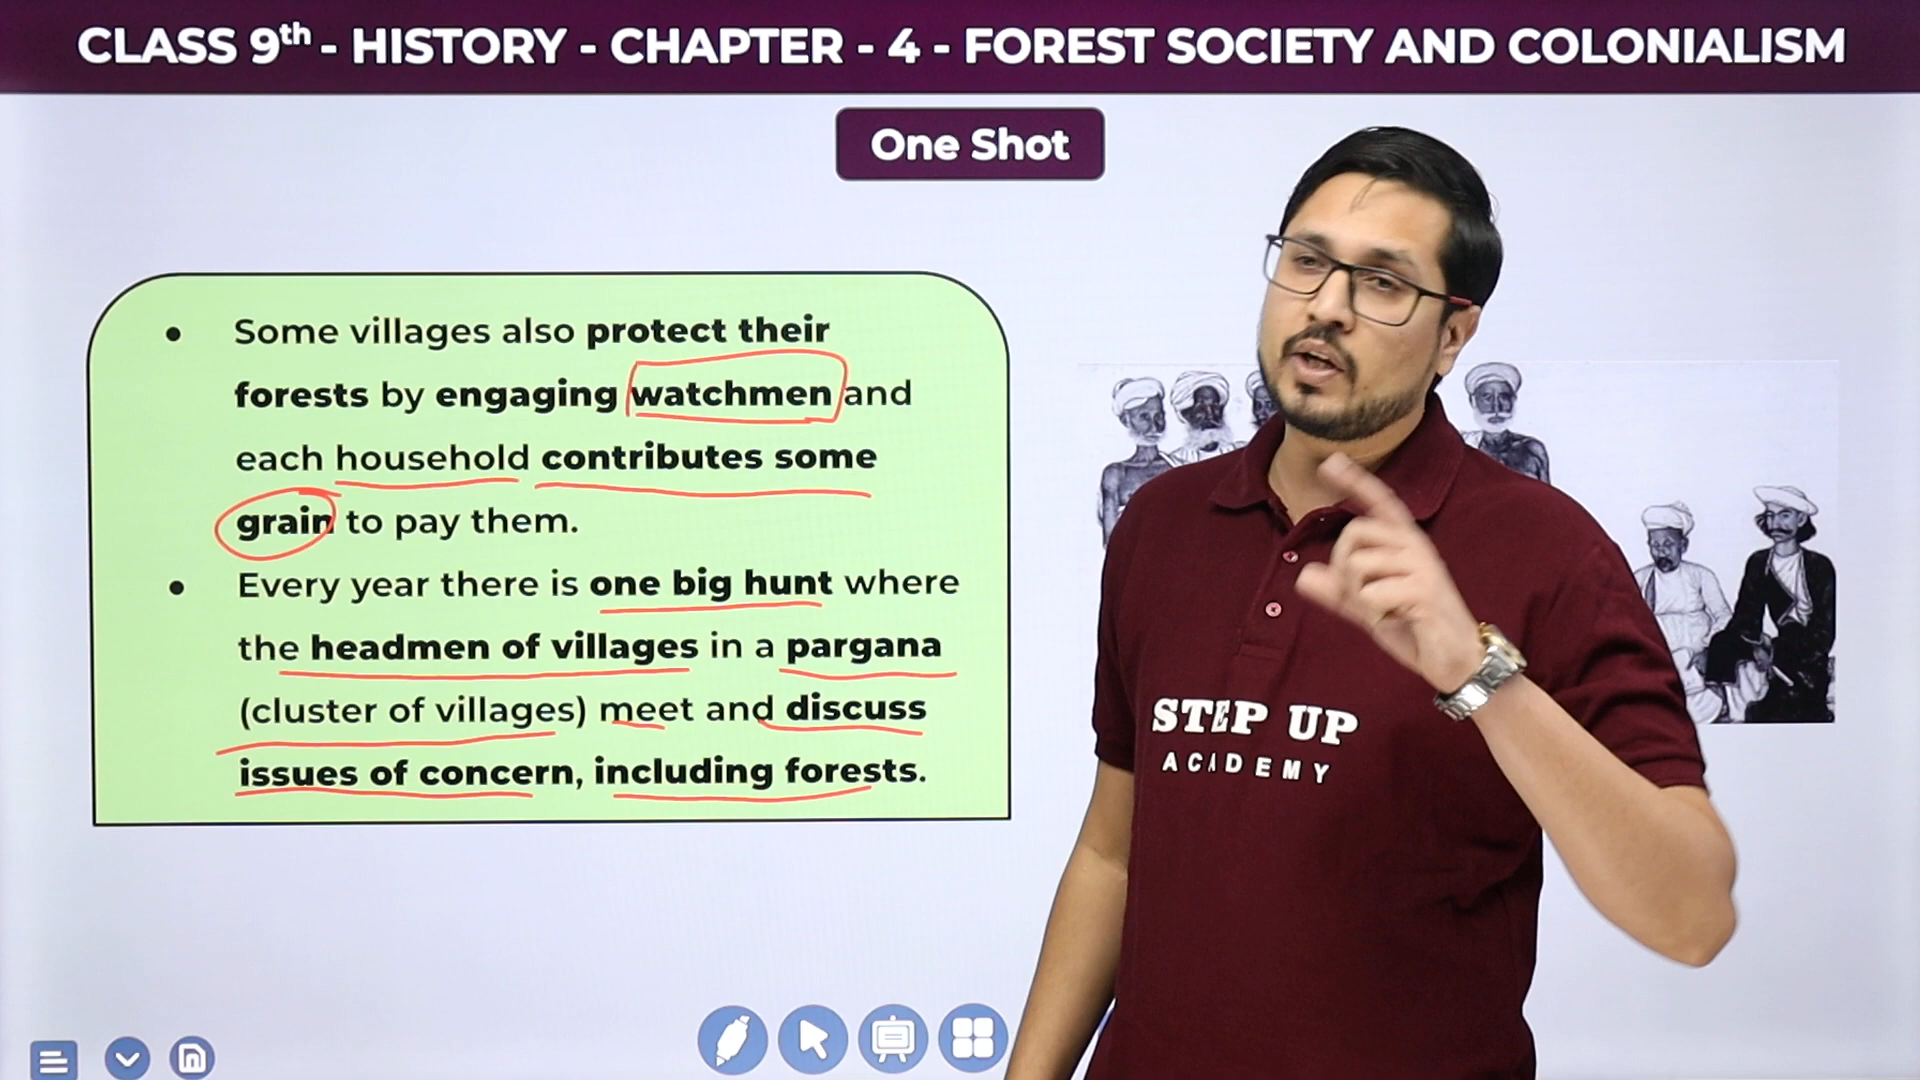 CLASS 9th - HISTORY - CHAPTER - 4 - FOREST SOCIETY AND COLONIALISM
One Shot
• Some villages also protect their
forests by engaging watchmen and
each household contributes some
grain to pay them.
• Every year there is one big hunt where
the headmen of villages in a pargana
(cluster of villages) meet and discuss
issues of concern, including forests.
STEP UP
ACADEMY